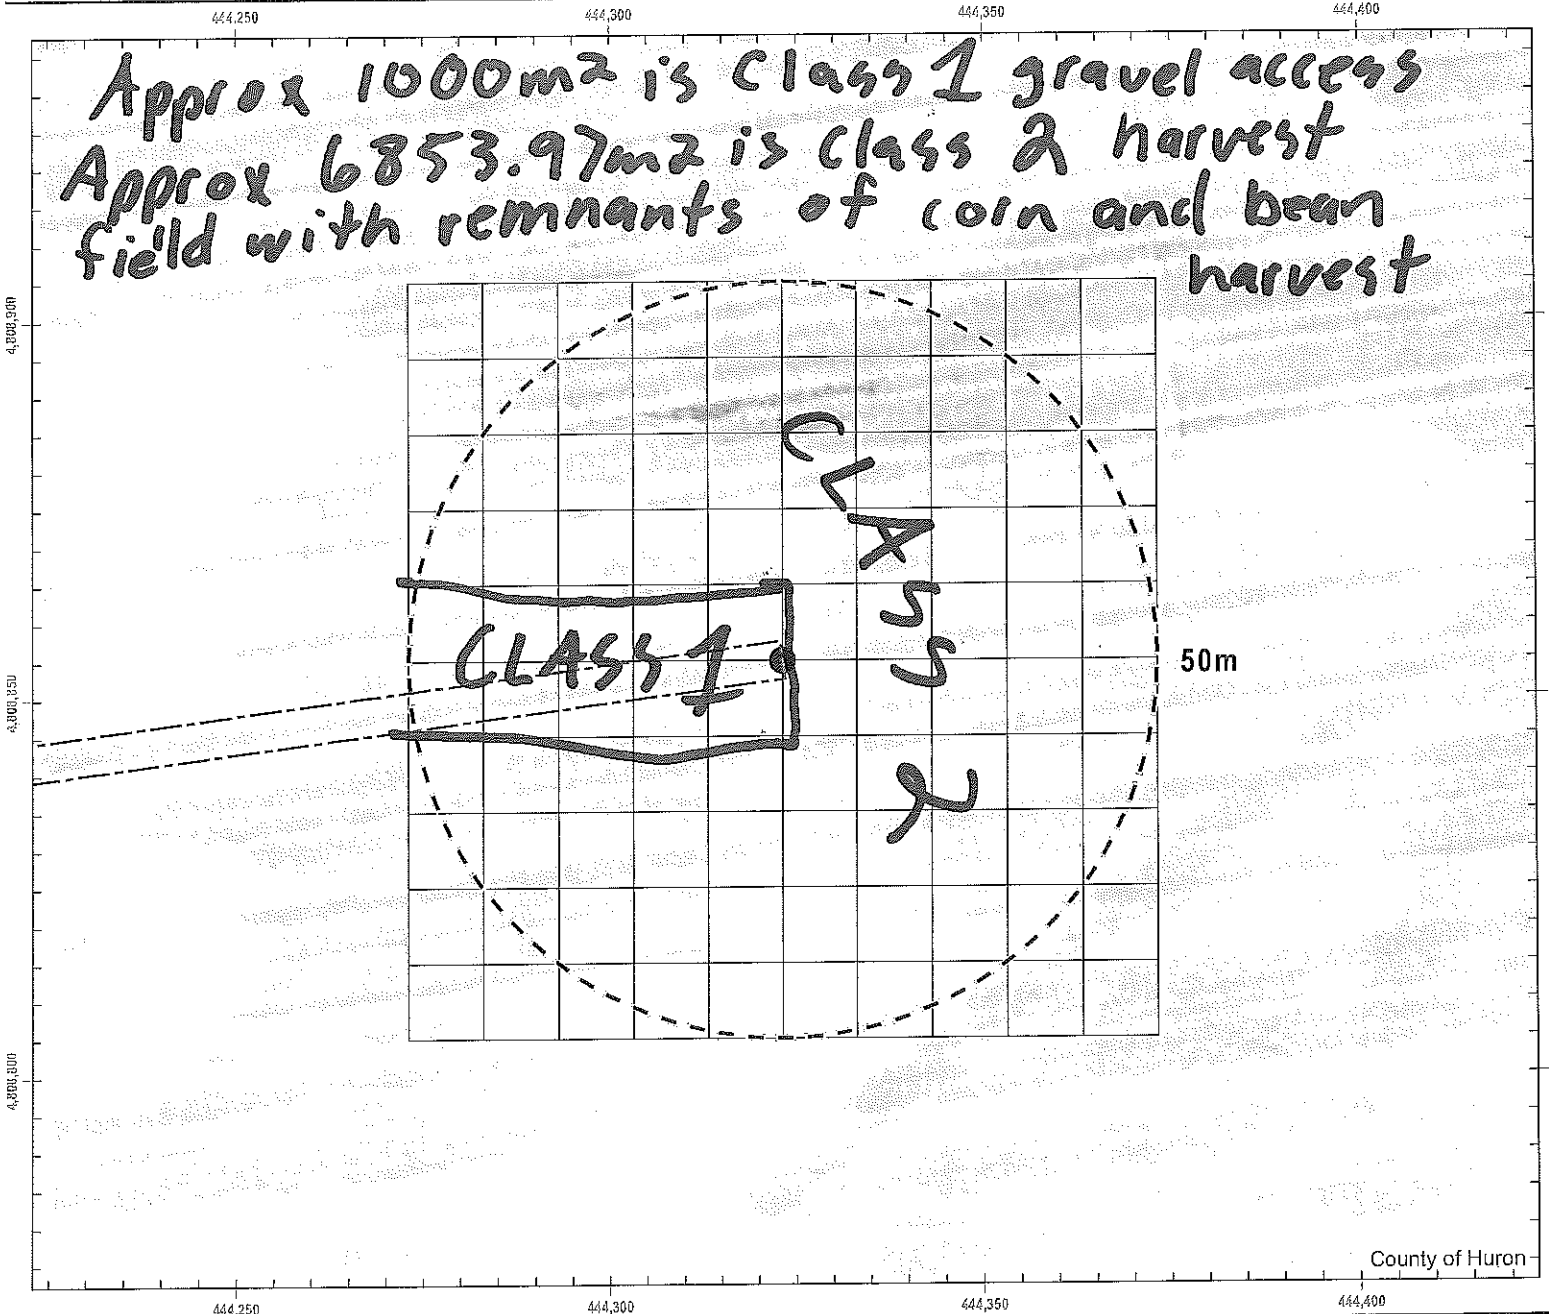 444,250 444,300 444,350 444,400
Approx 1000m2 is Class 1 gravel access
Approx 6853.97m2 is Class 2 harvest
field with remnants of corn and bean
harvest
4,808,900
CLASS 2
CLASS 1
50m
4,808,850
4,808,800
County of Huron
444,250 444,300 444,350 444,400